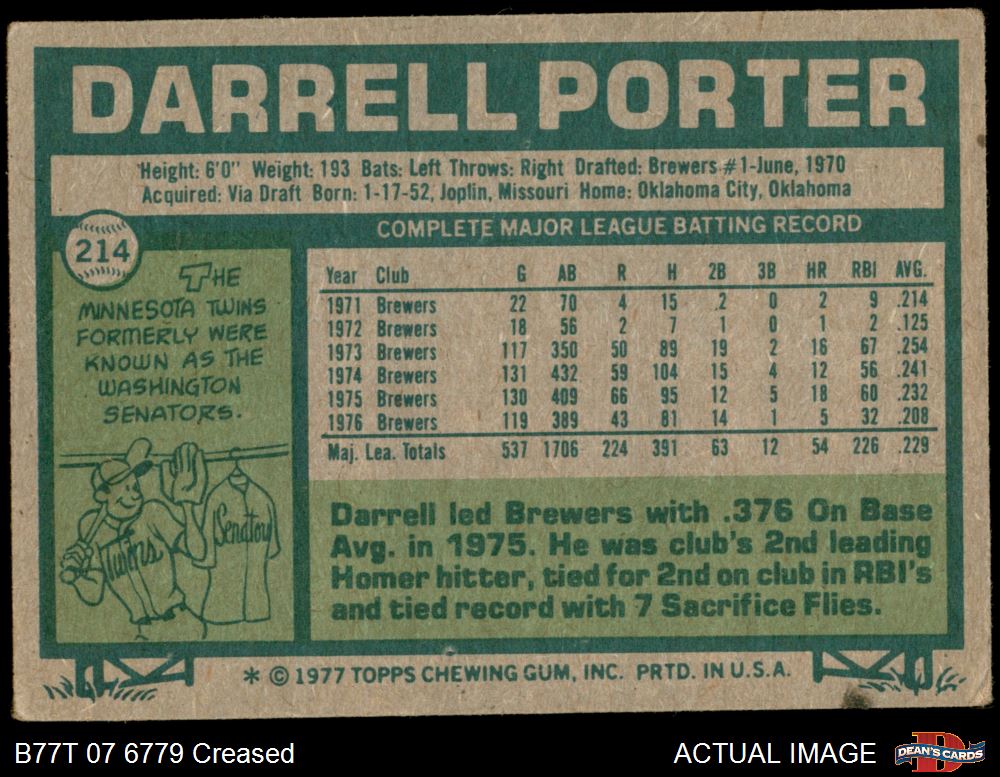 DARRELL PORTER
Height: 6'0" Weight: 193 Bats: Left Throws: Right Drafted: Brewers #1-June, 1970
Acquired: Via Draft Born: 1-17-52, Joplin, Missouri Home: Oklahoma City, Oklahoma
214
COMPLETE MAJOR LEAGUE BATTING RECORD
THE
MINNESOTA TWINS
FORMERLY WERE
KNOWN AS THE
WASHINGTON
SENATORS.
Twins
Senators
Year Club G AB R H 2B 3B HR RBI AVG.
1971 Brewers 22 70 4 15 2 0 2 9 .214
1972 Brewers 18 56 2 7 1 0 1 2 .125
1973 Brewers 117 350 50 89 19 2 16 67 .254
1974 Brewers 131 432 59 104 15 4 12 56 .241
1975 Brewers 130 409 66 95 12 5 18 60 .232
1976 Brewers 119 389 43 81 14 1 5 32 .208
Maj. Lea. Totals 537 1706 224 391 63 12 54 226 .229
Darrell led Brewers with .376 On Base
Avg. in 1975. He was club's 2nd leading
Homer hitter, tied for 2nd on club in RBI's
and tied record with 7 Sacrifice Flies.
* © 1977 TOPPS CHEWING GUM, INC. PRTD. IN U.S.A.
B77T 07 6779 Creased
ACTUAL IMAGE
DEAN'S CARDS